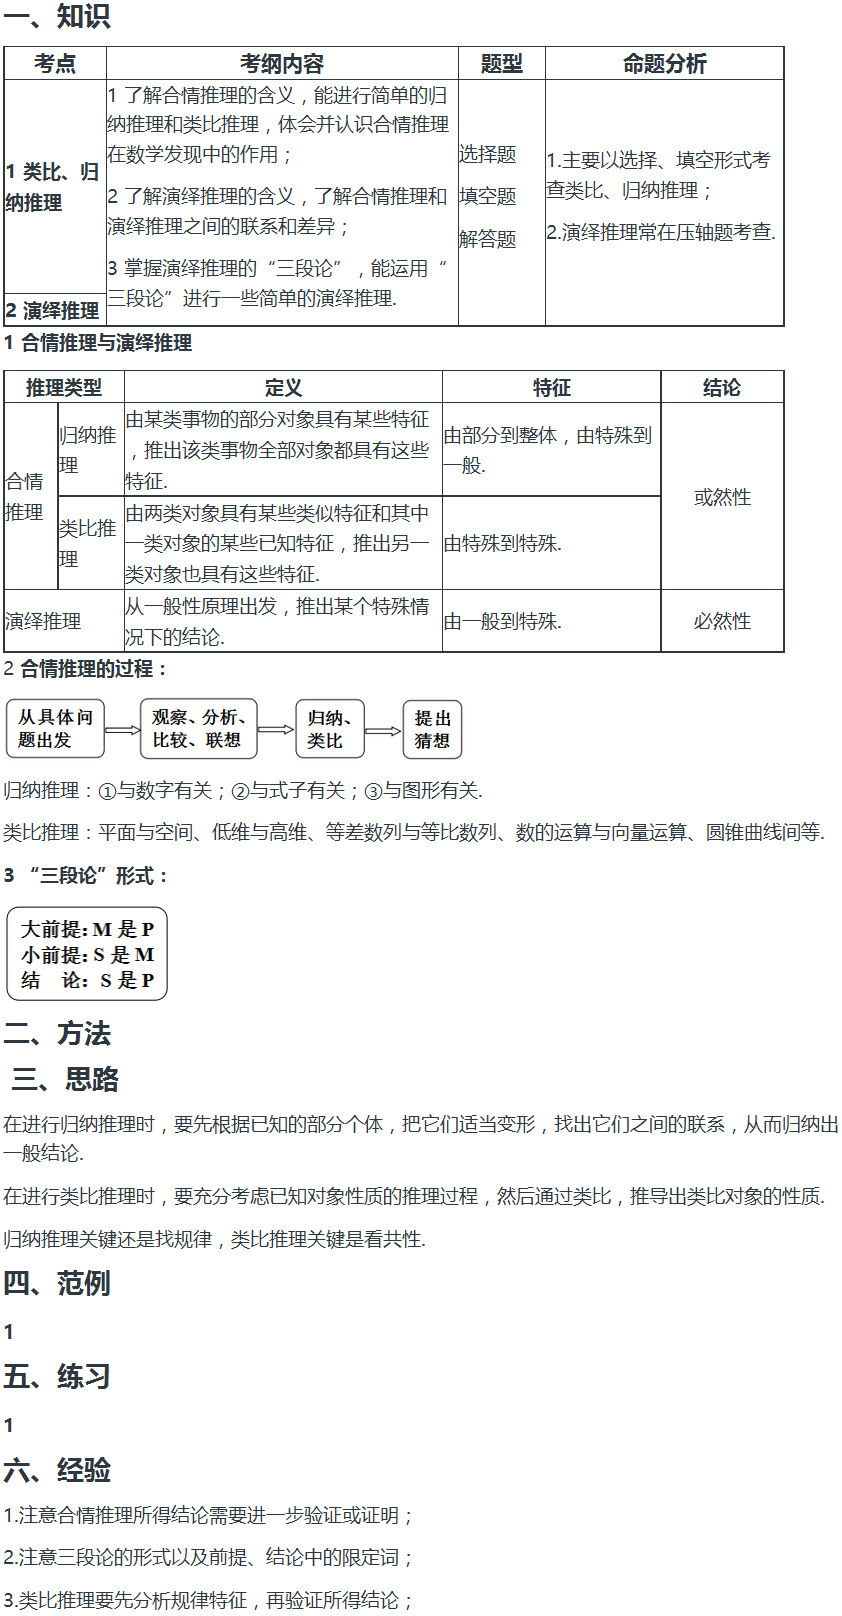 一、知识
考点 考纲内容 题型 命题分析
1 类比、归
纳推理
1 了解合情推理的含义，能进行简单的归
纳推理和类比推理，体会并认识合情推理
在数学发现中的作用；
2 了解演绎推理的含义，了解合情推理和
演绎推理之间的联系和差异；
3 掌握演绎推理的“三段论”，能运用“
三段论”进行一些简单的演绎推理.
选择题
填空题
解答题
1.主要以选择、填空形式考
查类比、归纳推理；
2.演绎推理常在压轴题考查.
2 演绎推理
1 合情推理与演绎推理
推理类型 定义 特征 结论
合情
推理
归纳推
理
由某类事物的部分对象具有某些特征
，推出该类事物全部对象都具有这些
特征.
由部分到整体，由特殊到
一般.
或然性
类比推
理
由两类对象具有某些类似特征和其中
一类对象的某些已知特征，推出另一
类对象也具有这些特征.
由特殊到特殊.
演绎推理
从一般性原理出发，推出某个特殊情
况下的结论.
由一般到特殊.
必然性
2 合情推理的过程：
从具体问
题出发
观察、分析、
比较、联想
归纳、
类比
提出
猜想
归纳推理：①与数字有关；②与式子有关；③与图形有关.
类比推理：平面与空间、低维与高维、等差数列与等比数列、数的运算与向量运算、圆锥曲线间等.
3 “三段论”形式：
大前提: M 是 P
小前提: S 是 M
结 论: S 是 P
二、方法
三、思路
在进行归纳推理时，要先根据已知的部分个体，把它们适当变形，找出它们之间的联系，从而归纳出
一般结论.
在进行类比推理时，要充分考虑已知对象性质的推理过程，然后通过类比，推导出类比对象的性质.
归纳推理关键还是找规律，类比推理关键是看共性.
四、范例
1
五、练习
1
六、经验
1.注意合情推理所得结论需要进一步验证或证明；
2.注意三段论的形式以及前提、结论中的限定词；
3.类比推理要先分析规律特征，再验证所得结论；